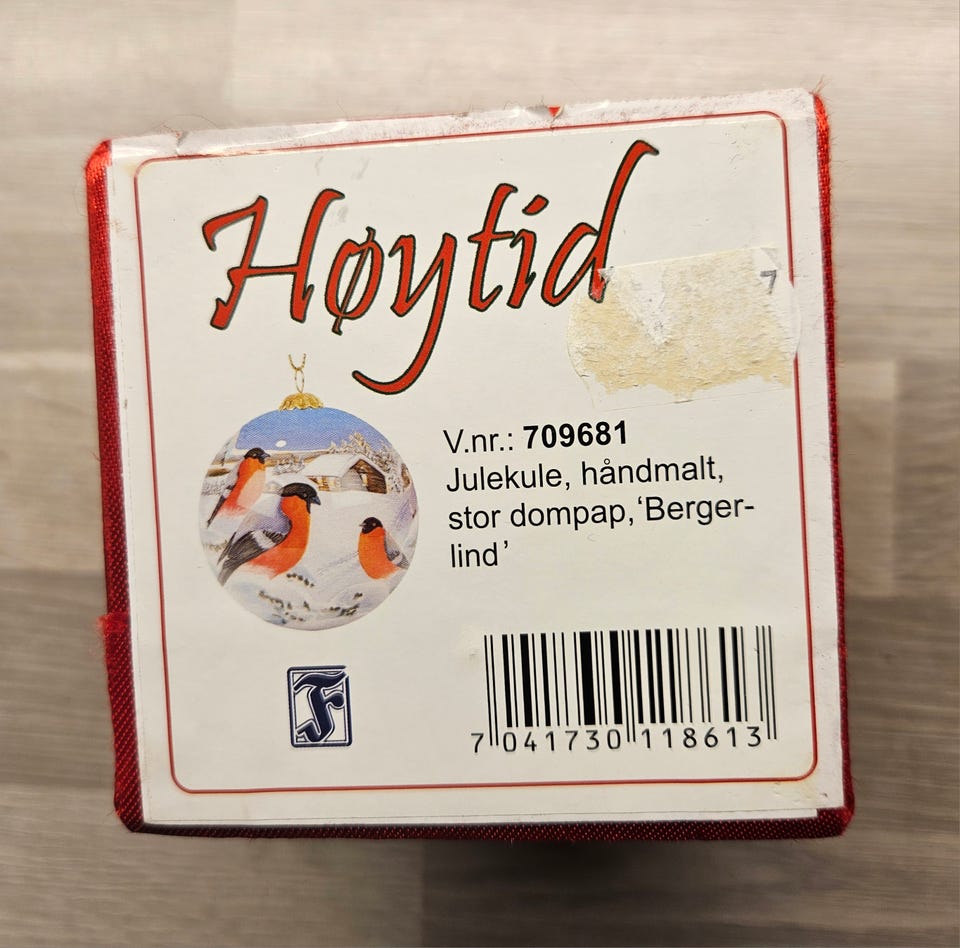 Høytid
7
V.nr.: 709681
Julekule, håndmalt,
stor dompap, ‘Berger-
lind’
F
7 041730 118613